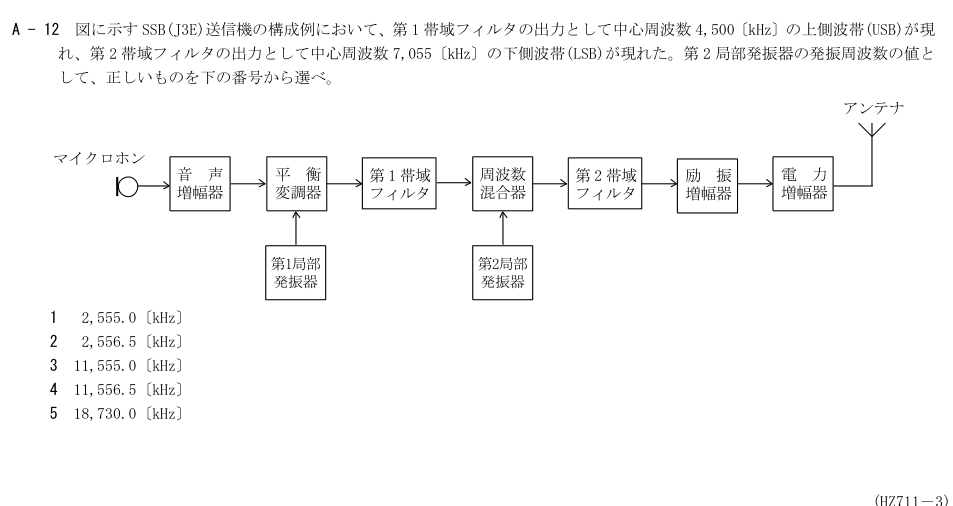 A - 12 図に示す SSB(J3E)送信機の構成例において、第１帯域フィルタの出力として中心周波数 4,500〔kHz〕の上側波帯(USB)が現
れ、第２帯域フィルタの出力として中心周波数 7,055〔kHz〕の下側波帯(LSB)が現れた。第２局部発振器の発振周波数の値と
して、正しいものを下の番号から選べ。
アンテナ
マイクロホン
音　声
増幅器
平　衡
変調器
第１帯域
フィルタ
周波数
混合器
第２帯域
フィルタ
励　振
増幅器
電　力
増幅器
第1局部
発振器
第2局部
発振器
1 2,555.0〔kHz〕
2 2,556.5〔kHz〕
3 11,555.0〔kHz〕
4 11,556.5〔kHz〕
5 18,730.0〔kHz〕
(HZ711－3)